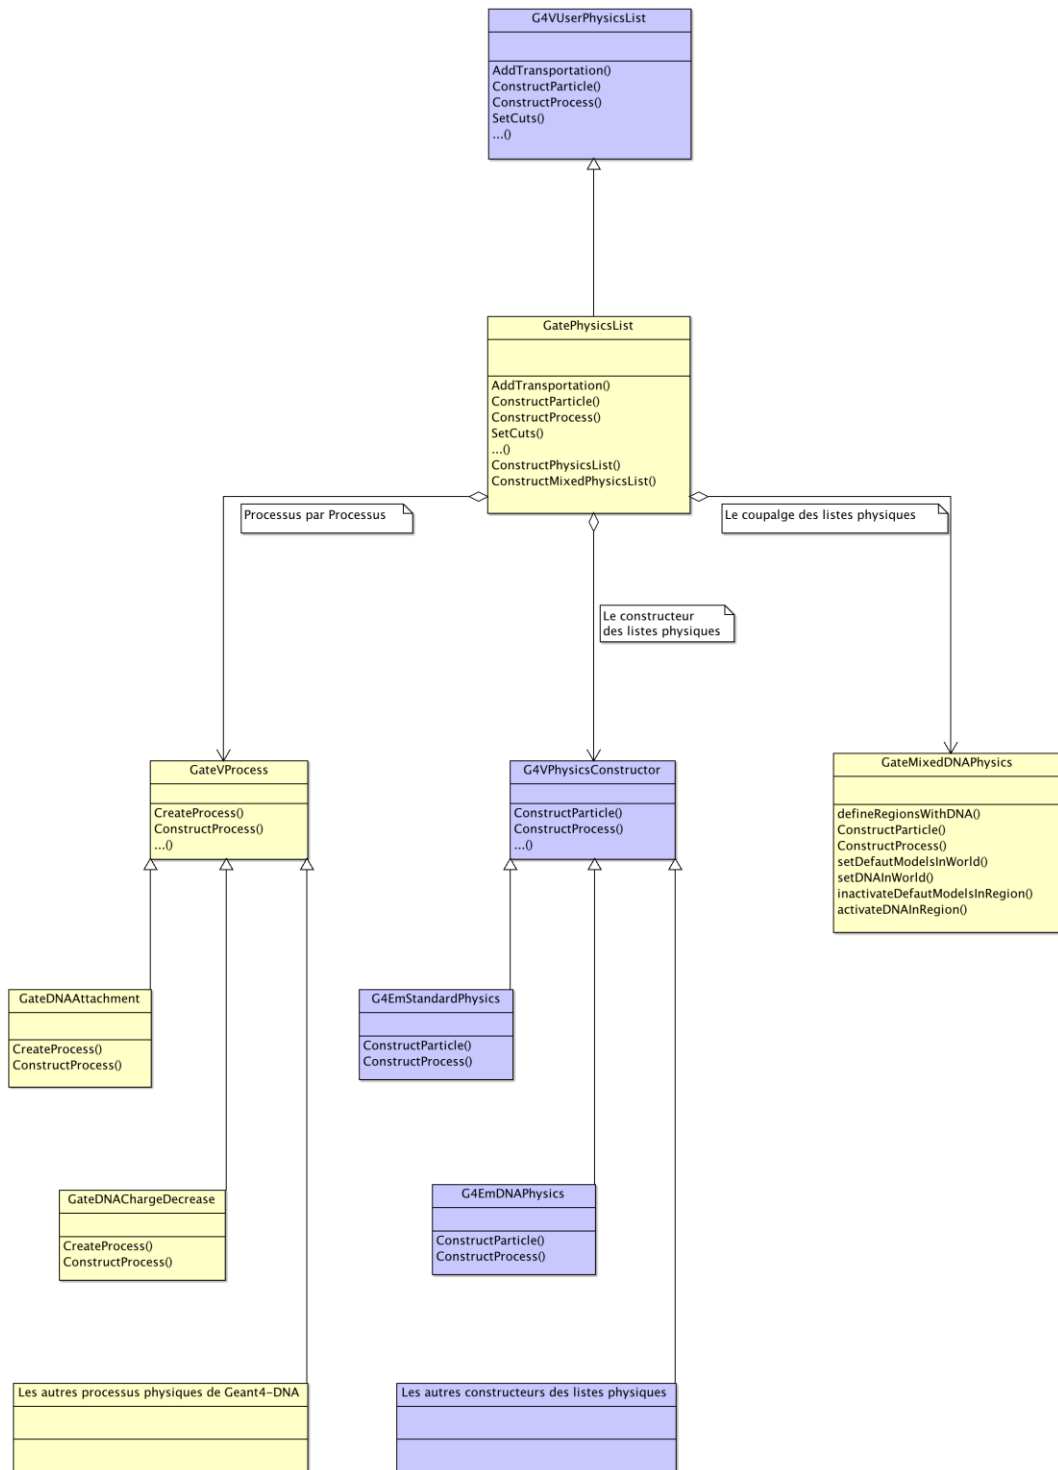 G4VUserPhysicsList
AddTransportation()
ConstructParticle()
ConstructProcess()
SetCuts()
...()
GatePhysicsList
AddTransportation()
ConstructParticle()
ConstructProcess()
SetCuts()
...()
ConstructPhysicsList()
ConstructMixedPhysicsList()
Processus par Processus
Le coupalge des listes physiques
Le constructeur
des listes physiques
GateVProcess
CreateProcess()
ConstructProcess()
...()
G4VPhysicsConstructor
ConstructParticle()
ConstructProcess()
...()
GateMixedDNAPhysics
defineRegionsWithDNA()
ConstructParticle()
ConstructProcess()
setDefautModelsInWorld()
setDNAInWorld()
inactivateDefautModelsInRegion()
activateDNAInRegion()
GateDNAAttachment
CreateProcess()
ConstructProcess()
G4EmStandardPhysics
ConstructParticle()
ConstructProcess()
GateDNAChargeDecrease
CreateProcess()
ConstructProcess()
G4EmDNAPhysics
ConstructParticle()
ConstructProcess()
Les autres processus physiques de Geant4-DNA
Les autres constructeurs des listes physiques